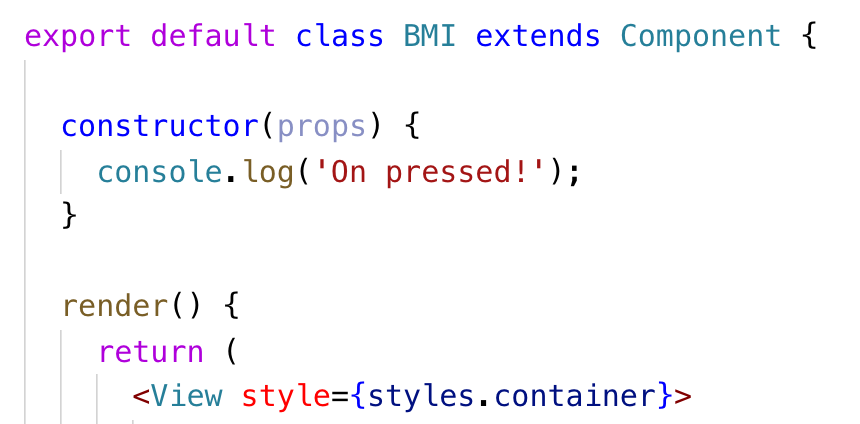 export default class BMI extends Component {
constructor(props) {
console.log('On pressed!');
}
render() {
return (
<View style={styles.container}>